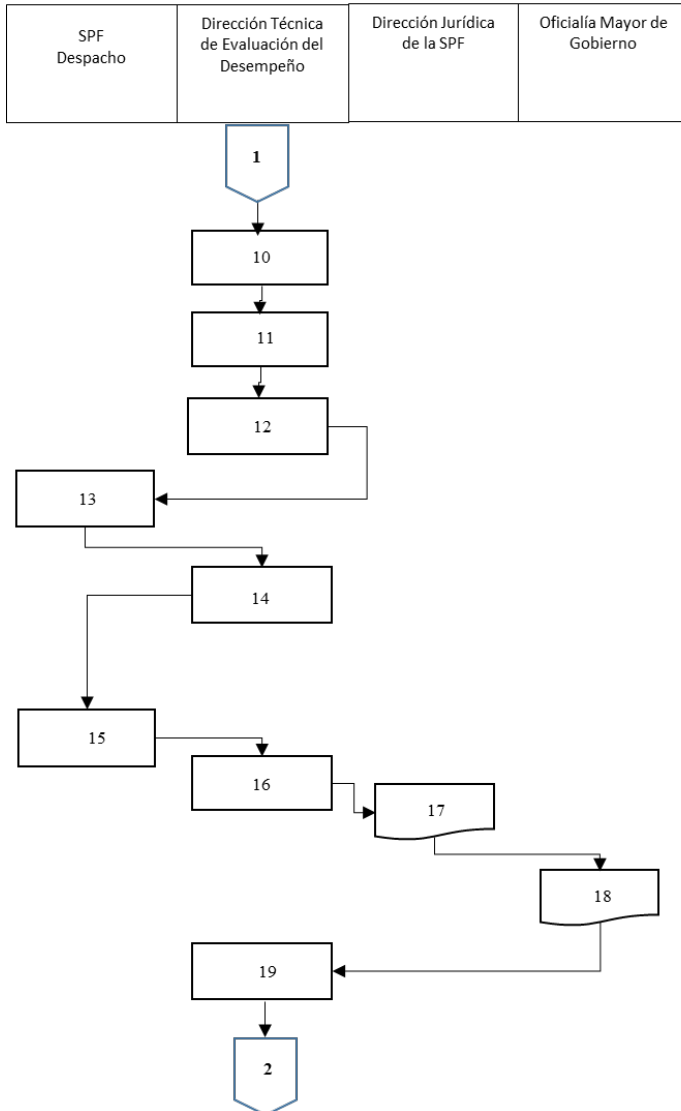 SPF
Despacho
Dirección Técnica
de Evaluación del
Desempeño
Dirección Jurídica
de la SPF
Oficialía Mayor de
Gobierno
1
10
11
12
13
14
15
16
17
18
19
2